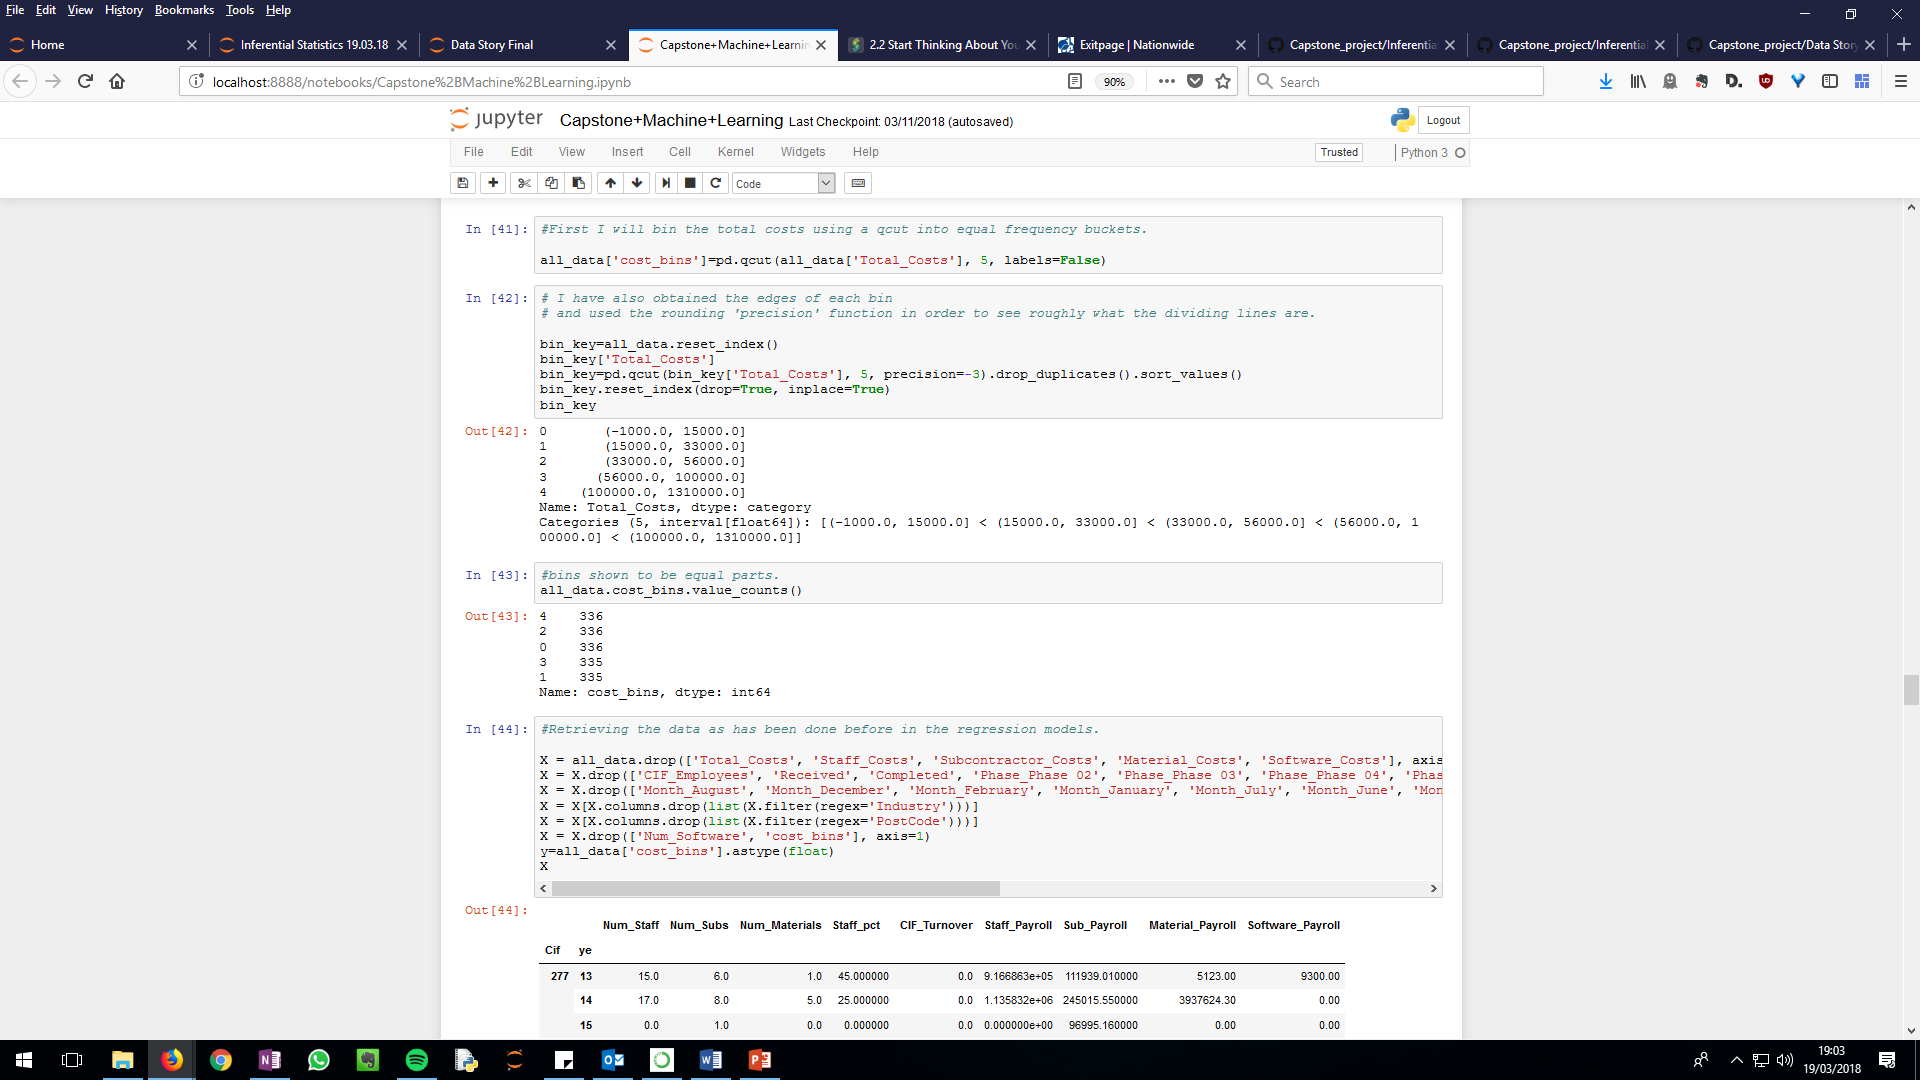 File Edit View History Bookmarks Tools Help
Home
Inferential Statistics 19.03.18
Data Story Final
Capstone+Machine+Learnin
2.2 Start Thinking About You
Exitpage | Nationwide
Capstone_project/Inferential
Capstone_project/Inferential
Capstone_project/Data Story
localhost:8888/notebooks/Capstone%2BMachine%2BLearning.ipynb
90%
Search
jupyter
Capstone+Machine+Learning Last Checkpoint: 03/11/2018 (autosaved)
Logout
File Edit View Insert Cell Kernel Widgets Help
Trusted
Python 3
Code
In [41]:
#First I will bin the total costs using a qcut into equal frequency buckets.
all_data['cost_bins']=pd.qcut(all_data['Total_Costs'], 5, labels=False)
In [42]:
# I have also obtained the edges of each bin
# and used the rounding 'precision' function in order to see roughly what the dividing lines are.
bin_key=all_data.reset_index()
bin_key['Total_Costs']
bin_key=pd.qcut(bin_key['Total_Costs'], 5, precision=-3).drop_duplicates().sort_values()
bin_key.reset_index(drop=True, inplace=True)
bin_key
Out[42]:
0 (-1000.0, 15000.0]
1 (15000.0, 33000.0]
2 (33000.0, 56000.0]
3 (56000.0, 100000.0]
4 (100000.0, 1310000.0]
Name: Total_Costs, dtype: category
Categories (5, interval[float64]): [(-1000.0, 15000.0] < (15000.0, 33000.0] < (33000.0, 56000.0] < (56000.0, 1
00000.0] < (100000.0, 1310000.0]]
In [43]:
#bins shown to be equal parts.
all_data.cost_bins.value_counts()
Out[43]:
4 336
2 336
0 336
3 335
1 335
Name: cost_bins, dtype: int64
In [44]:
#Retrieving the data as has been done before in the regression models.
X = all_data.drop(['Total_Costs', 'Staff_Costs', 'Subcontractor_Costs', 'Material_Costs', 'Software_Costs'], axis
X = X.drop(['CIF_Employees', 'Received', 'Completed', 'Phase_Phase 02', 'Phase_Phase 03', 'Phase_Phase 04', 'Phas
X = X.drop(['Month_August', 'Month_December', 'Month_February', 'Month_January', 'Month_July', 'Month_June', 'Mon
X = X[X.columns.drop(list(X.filter(regex='Industry')))]
X = X[X.columns.drop(list(X.filter(regex='PostCode')))]
X = X.drop(['Num_Software', 'cost_bins'], axis=1)
y=all_data['cost_bins'].astype(float)
X
Out[44]:
Num_Staff Num_Subs Num_Materials Staff_pct CIF_Turnover Staff_Payroll Sub_Payroll Material_Payroll Software_Payroll
Cif ye
277 13 15.0 6.0 1.0 45.000000 0.0 9.166863e+05 111939.010000 5123.00 9300.00
14 17.0 8.0 5.0 25.000000 0.0 1.135832e+06 245015.550000 3937624.30 0.00
15 0.0 1.0 0.0 0.000000 0.0 0.000000e+00 96995.160000 0.00 0.00
19:03
19/03/2018